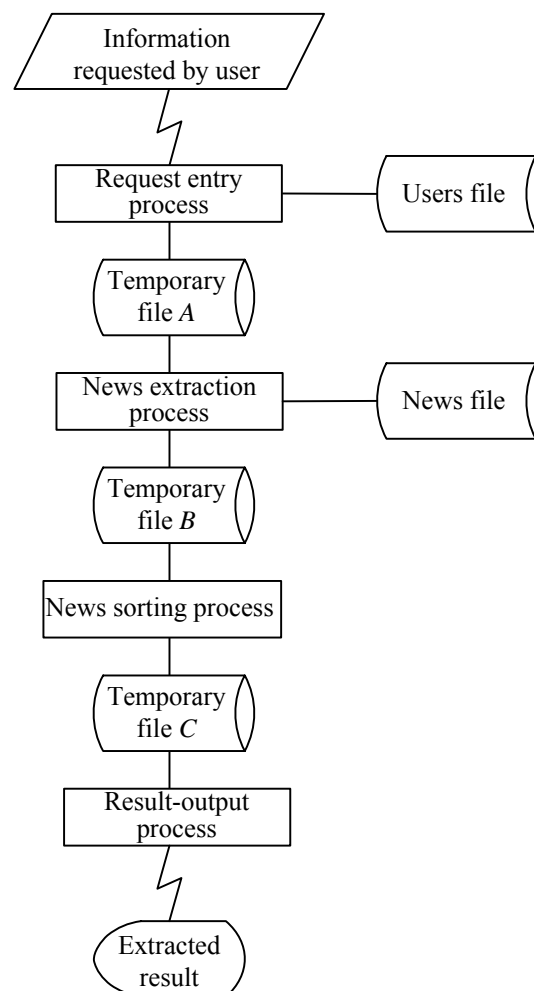 Information
requested by user
Request entry
process
Users file
Temporary
file A
News extraction
process
News file
Temporary
file B
News sorting process
Temporary
file C
Result-output
process
Extracted
result